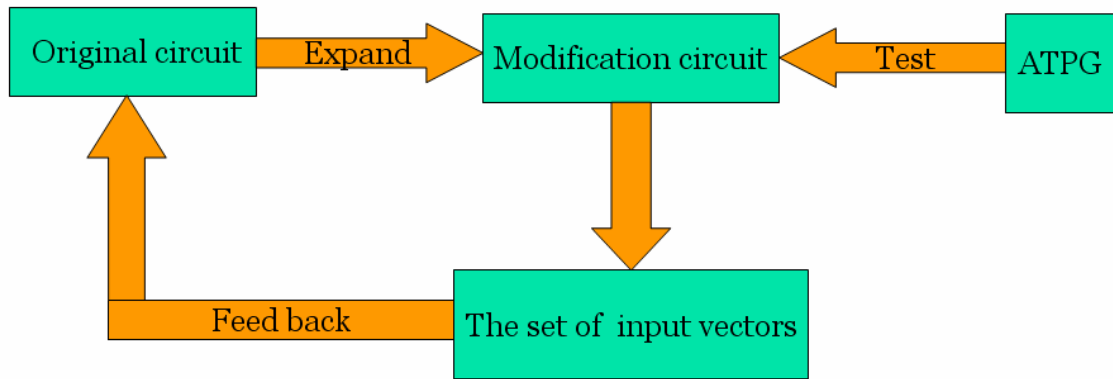 Original circuit
Expand
Modification circuit
Test
ATPG
Feed back
The set of input vectors